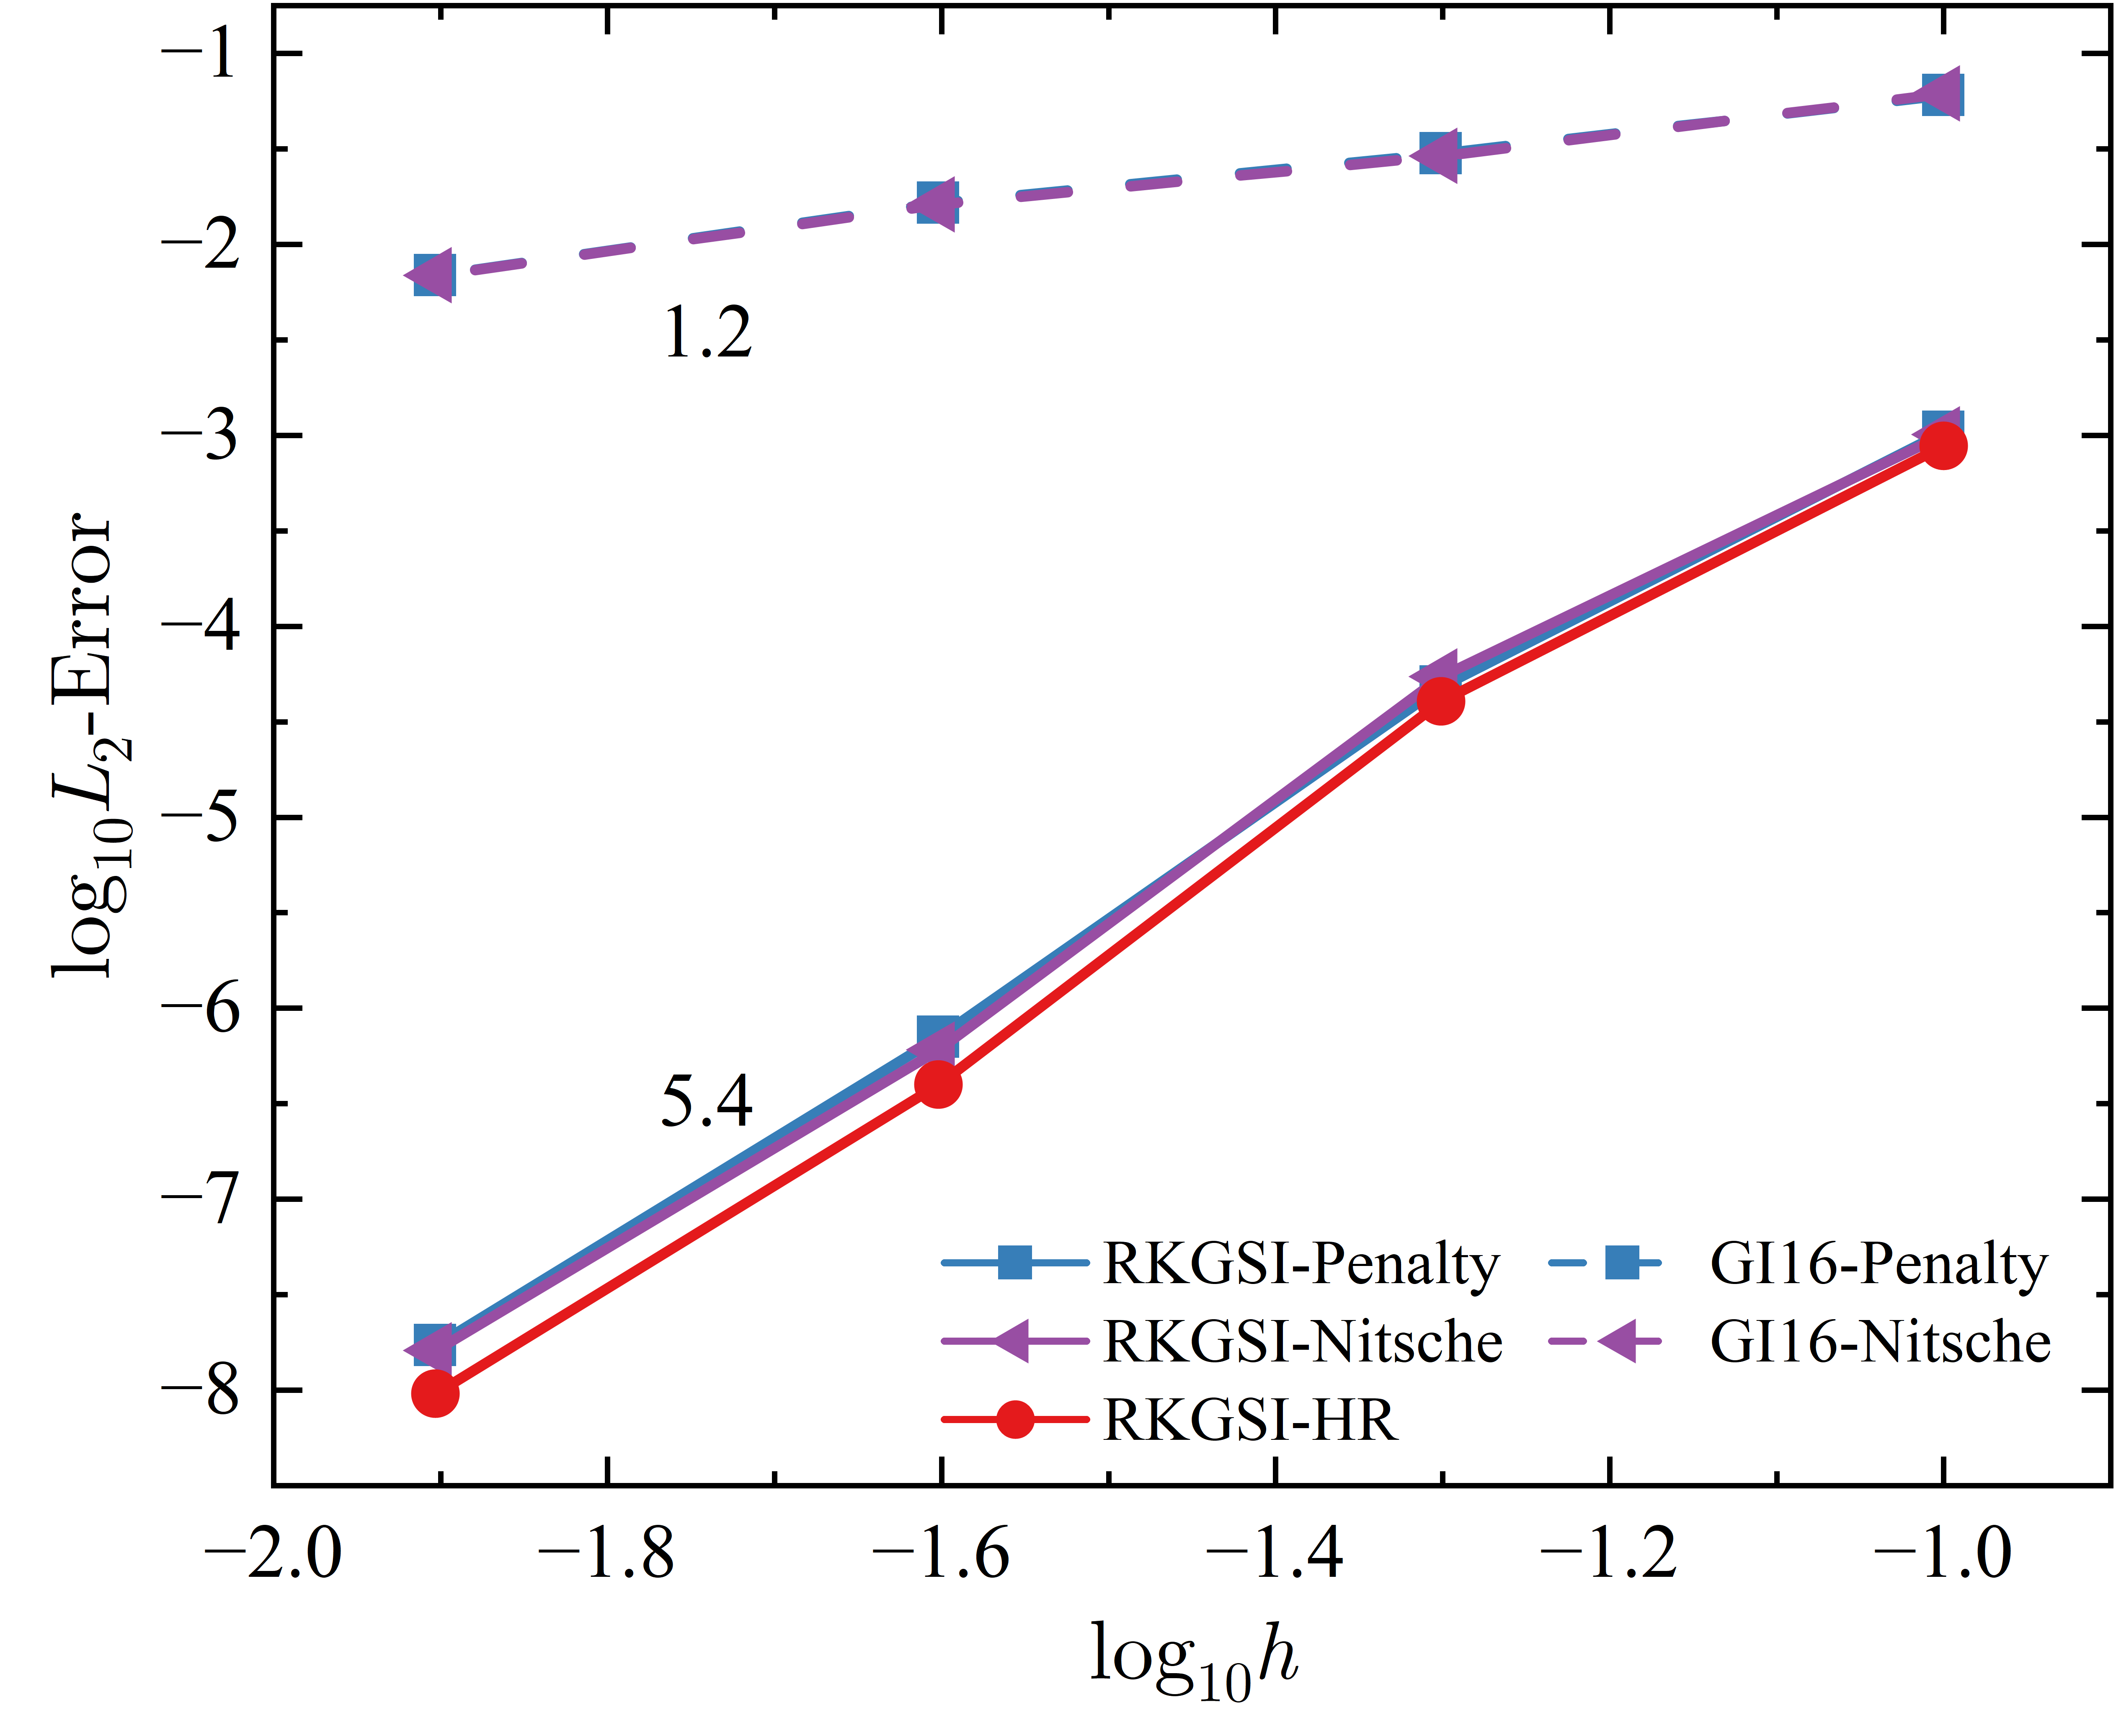 −1
−2
−3
−4
−5
−6
−7
−8
log₁₀L₂-Error
1.2
5.4
RKGSI-Penalty GI16-Penalty
RKGSI-Nitsche GI16-Nitsche
RKGSI-HR
−2.0 −1.8 −1.6 −1.4 −1.2 −1.0
log₁₀h